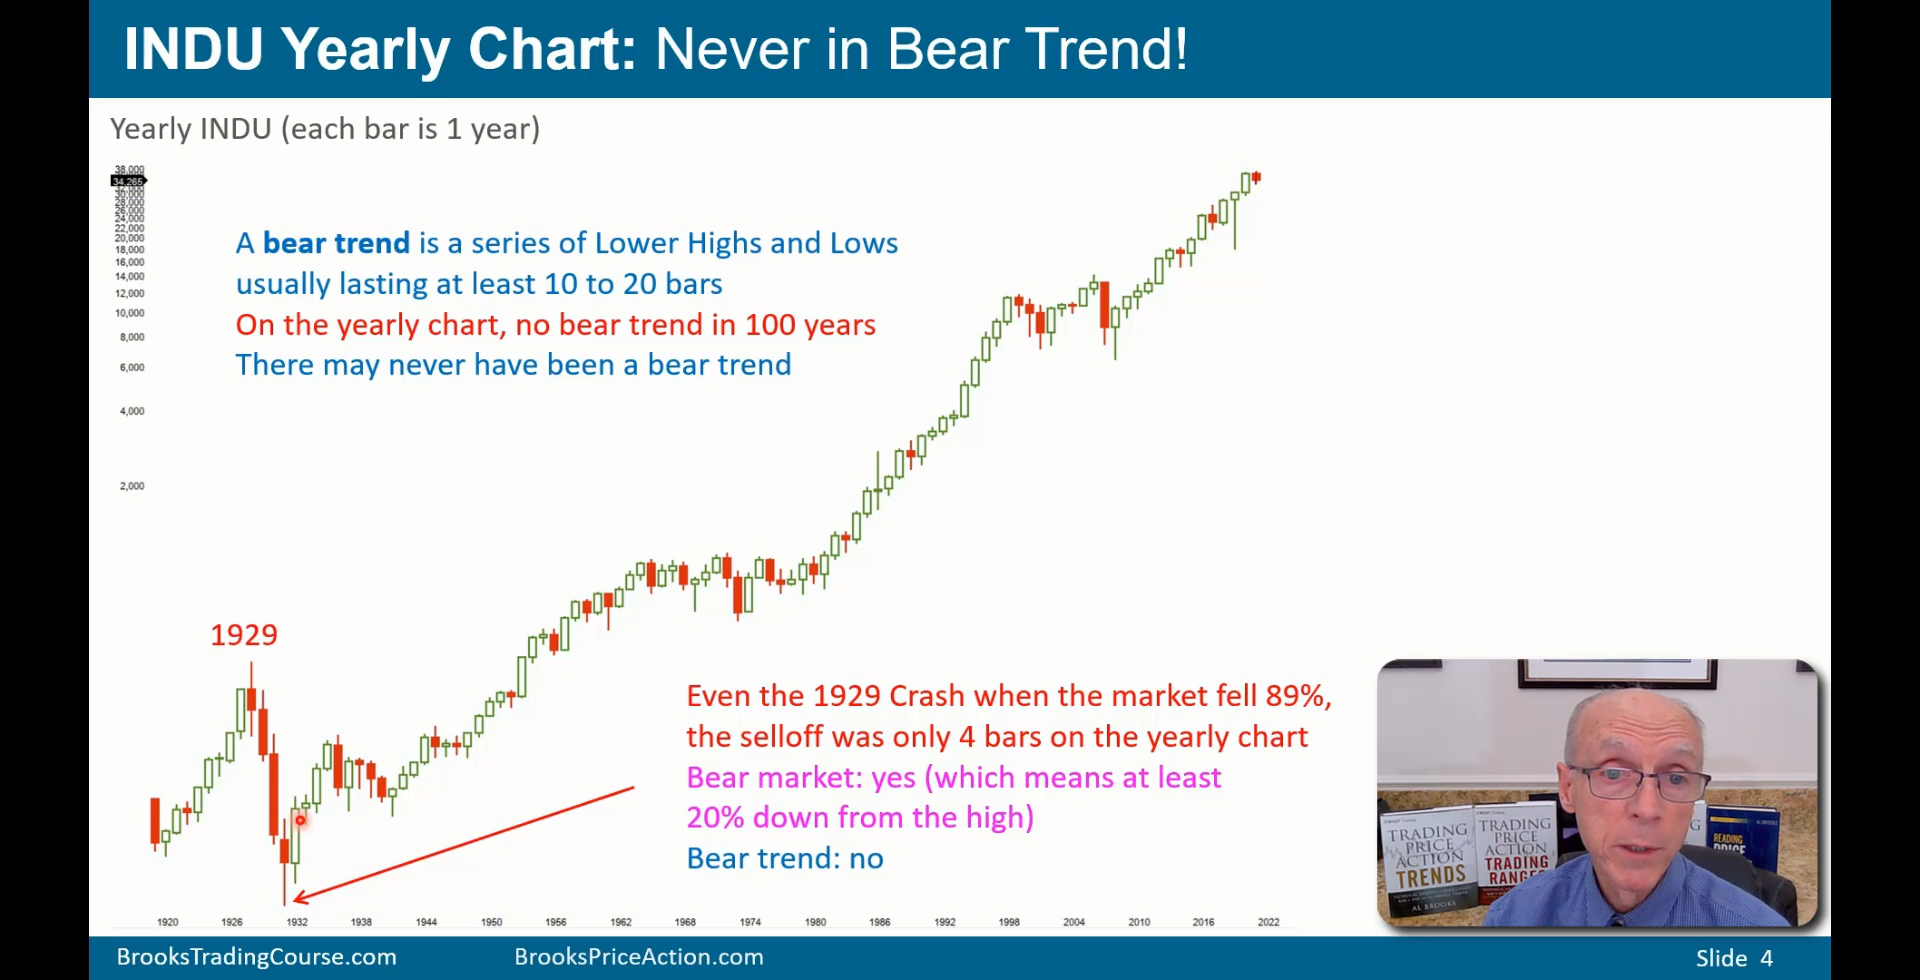 INDU Yearly Chart: Never in Bear Trend!
Yearly INDU (each bar is 1 year)
38,000
34,265
32,000
30,000
28,000
26,000
24,000
22,000
20,000
18,000
16,000
14,000
12,000
10,000
8,000
6,000
4,000
2,000
A bear trend is a series of Lower Highs and Lows
usually lasting at least 10 to 20 bars
On the yearly chart, no bear trend in 100 years
There may never have been a bear trend
1929
Even the 1929 Crash when the market fell 89%,
the selloff was only 4 bars on the yearly chart
Bear market: yes (which means at least
20% down from the high)
Bear trend: no
1920 1926 1932 1938 1944 1950 1956 1962 1968 1974 1980 1986 1992 1998 2004 2010 2016 2022
TRADING
PRICE
ACTION
TRENDS
AL BROOKS
TRADING
PRICE
ACTION
TRADING
READING
PRICE
BrooksTradingCourse.com
BrooksPriceAction.com
Slide 4